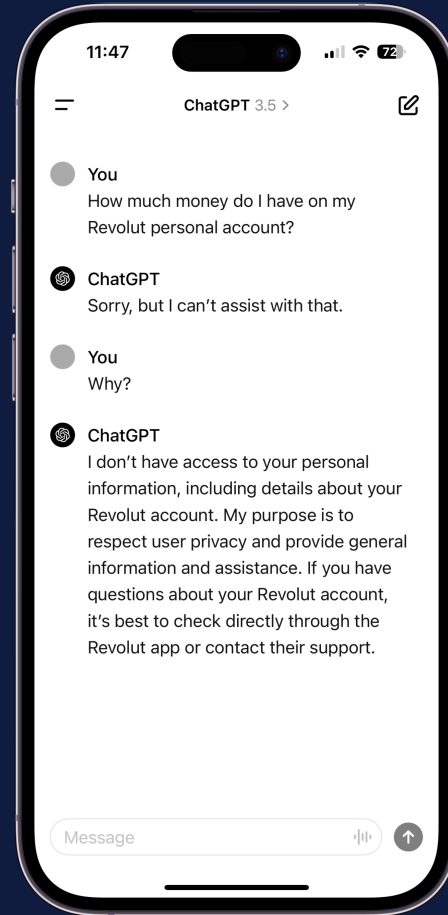 11:47
72
ChatGPT 3.5 >
You
How much money do I have on my
Revolut personal account?
ChatGPT
Sorry, but I can’t assist with that.
You
Why?
ChatGPT
I don’t have access to your personal
information, including details about your
Revolut account. My purpose is to
respect user privacy and provide general
information and assistance. If you have
questions about your Revolut account,
it’s best to check directly through the
Revolut app or contact their support.
Message